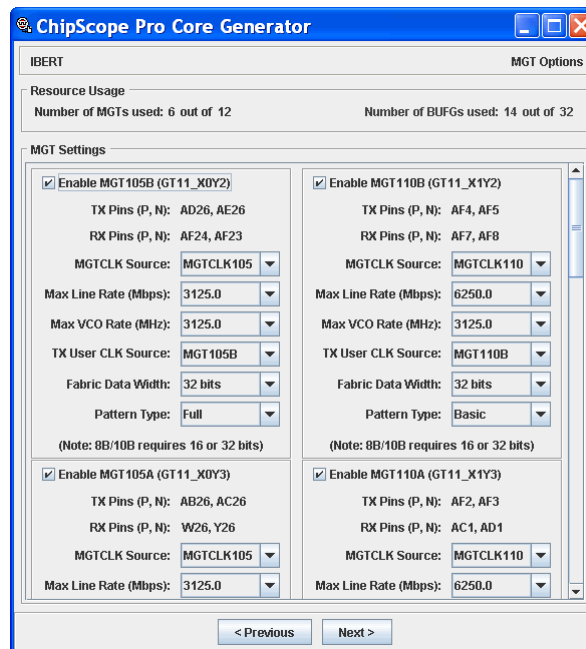 ChipScope Pro Core Generator
IBERT MGT Options
Resource Usage
Number of MGTs used: 6 out of 12 Number of BUFGs used: 14 out of 32
MGT Settings
Enable MGT105B (GT11_X0Y2)
TX Pins (P, N): AD26, AE26
RX Pins (P, N): AF24, AF23
MGTCLK Source: MGTCLK105
Max Line Rate (Mbps): 3125.0
Max VCO Rate (MHz): 3125.0
TX User CLK Source: MGT105B
Fabric Data Width: 32 bits
Pattern Type: Full
(Note: 8B/10B requires 16 or 32 bits)
Enable MGT110B (GT11_X1Y2)
TX Pins (P, N): AF4, AF5
RX Pins (P, N): AF7, AF8
MGTCLK Source: MGTCLK110
Max Line Rate (Mbps): 6250.0
Max VCO Rate (MHz): 3125.0
TX User CLK Source: MGT110B
Fabric Data Width: 32 bits
Pattern Type: Basic
(Note: 8B/10B requires 16 or 32 bits)
Enable MGT105A (GT11_X0Y3)
TX Pins (P, N): AB26, AC26
RX Pins (P, N): W26, Y26
MGTCLK Source: MGTCLK105
Max Line Rate (Mbps): 3125.0
Enable MGT110A (GT11_X1Y3)
TX Pins (P, N): AF2, AF3
RX Pins (P, N): AC1, AD1
MGTCLK Source: MGTCLK110
Max Line Rate (Mbps): 6250.0
< Previous Next >